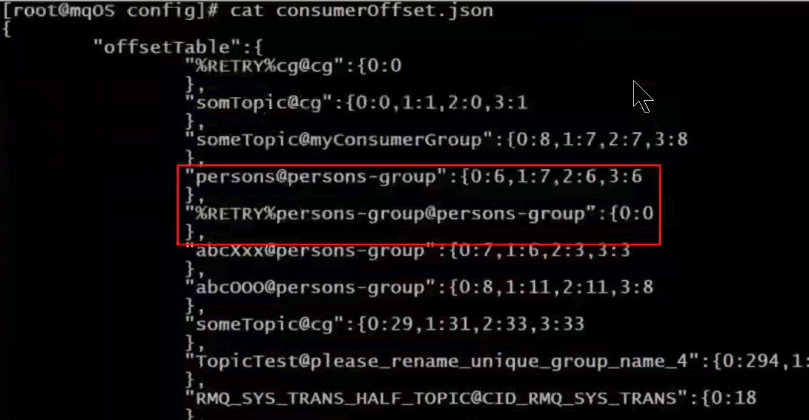 [root@mqOS config]# cat consumerOffset.json
{
"offsetTable":{
"%RETRY%cg@cg":{0:0
},
"somTopic@cg":{0:0,1:1,2:0,3:1
},
"someTopic@myConsumerGroup":{0:8,1:7,2:7,3:8
},
"persons@persons-group":{0:6,1:7,2:6,3:6
},
"%RETRY%persons-group@persons-group":{0:0
},
"abcXxx@persons-group":{0:7,1:6,2:3,3:3
},
"abcOOO@persons-group":{0:8,1:11,2:11,3:8
},
"someTopic@cg":{0:29,1:31,2:33,3:33
},
"TopicTest@please_rename_unique_group_name_4":{0:294,1:
},
"RMQ_SYS_TRANS_HALF_TOPIC@CID_RMQ_SYS_TRANS":{0:18
},